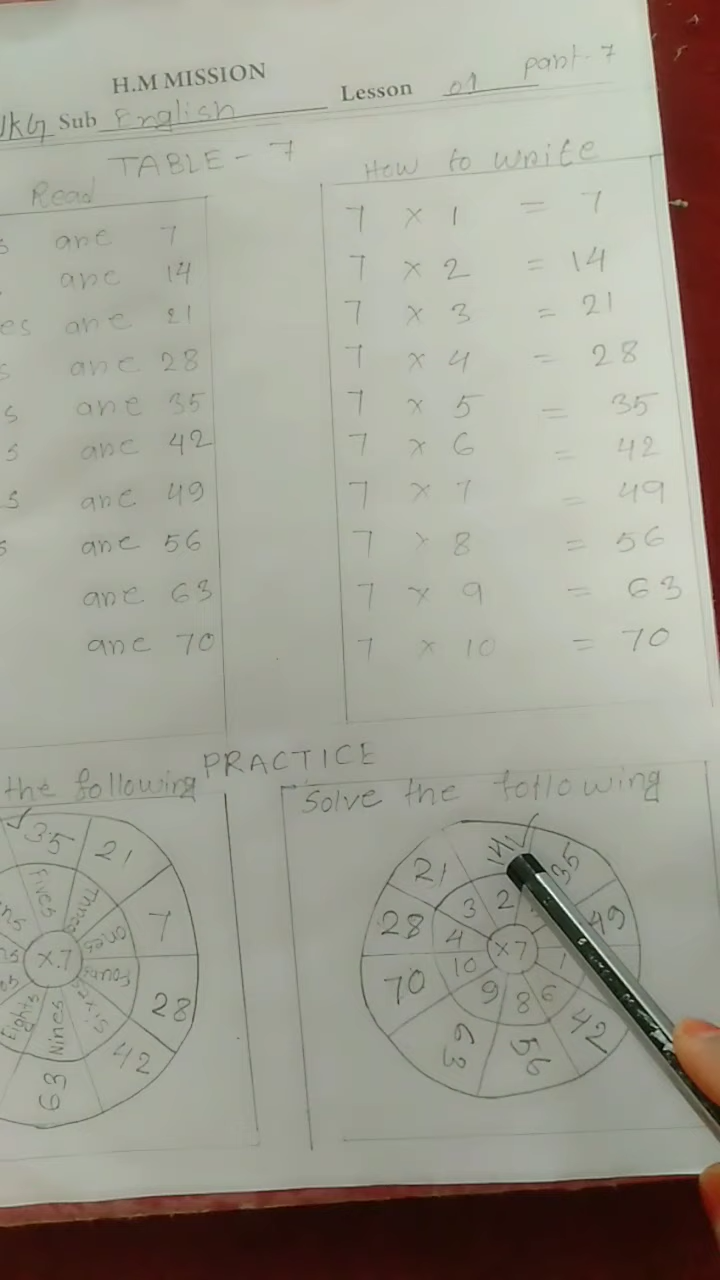 H.M MISSION
UKG Sub English Lesson 01 part-7
TABLE - 7
Read
How to write
s are 7
are 14
es are 21
s are 28
s are 35
s are 42
s are 49
s are 56
are 63
are 70
7 × 1 = 7
7 × 2 = 14
7 × 3 = 21
7 × 4 = 28
7 × 5 = 35
7 × 6 = 42
7 × 7 = 49
7 × 8 = 56
7 × 9 = 63
7 × 10 = 70
PRACTICE
the following
Solve the following
35 21 7 28 42 63
Fives Threes Ones Fours Sixes Nines Eights
×7
21 14 35 49 42 56 63 70 28
3 2 1 6 8 9 10 4
×7